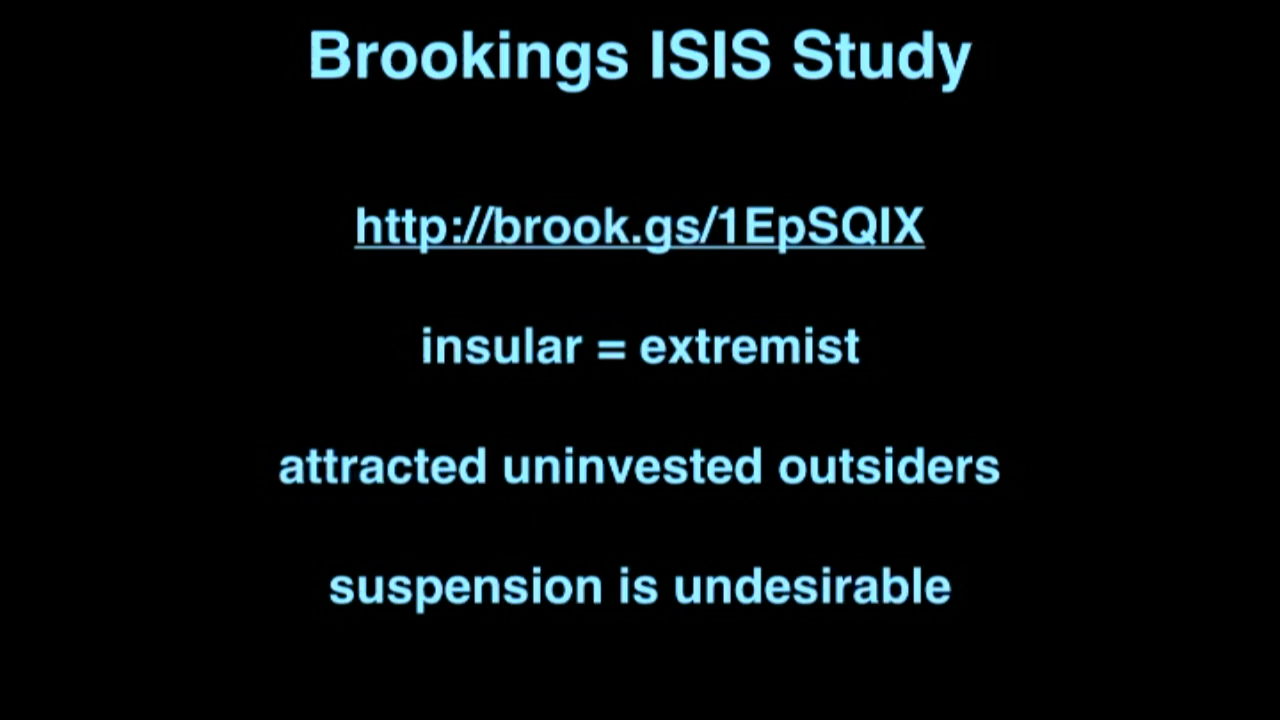 Brookings ISIS Study
http://brook.gs/1EpSQIX
insular = extremist
attracted uninvested outsiders
suspension is undesirable